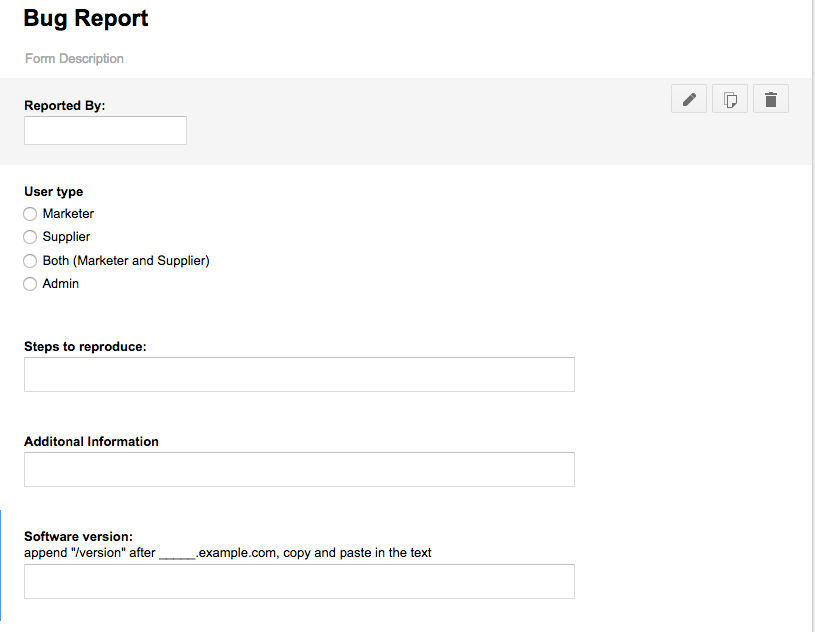 Bug Report
Form Description
Reported By:
User type
Marketer
Supplier
Both (Marketer and Supplier)
Admin
Steps to reproduce:
Additonal Information
Software version:
append "/version" after _____.example.com, copy and paste in the text